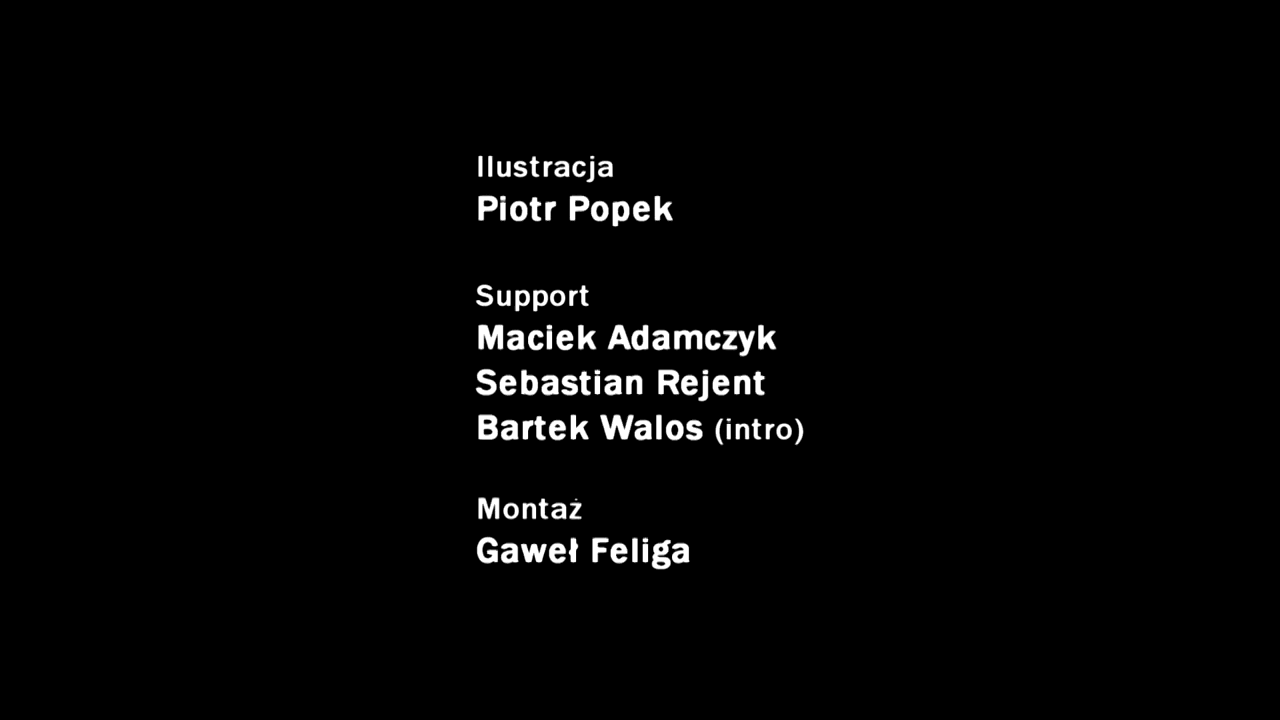 Ilustracja
Piotr Popek
Support
Maciek Adamczyk
Sebastian Rejent
Bartek Walos (intro)
Montaż
Gaweł Feliga